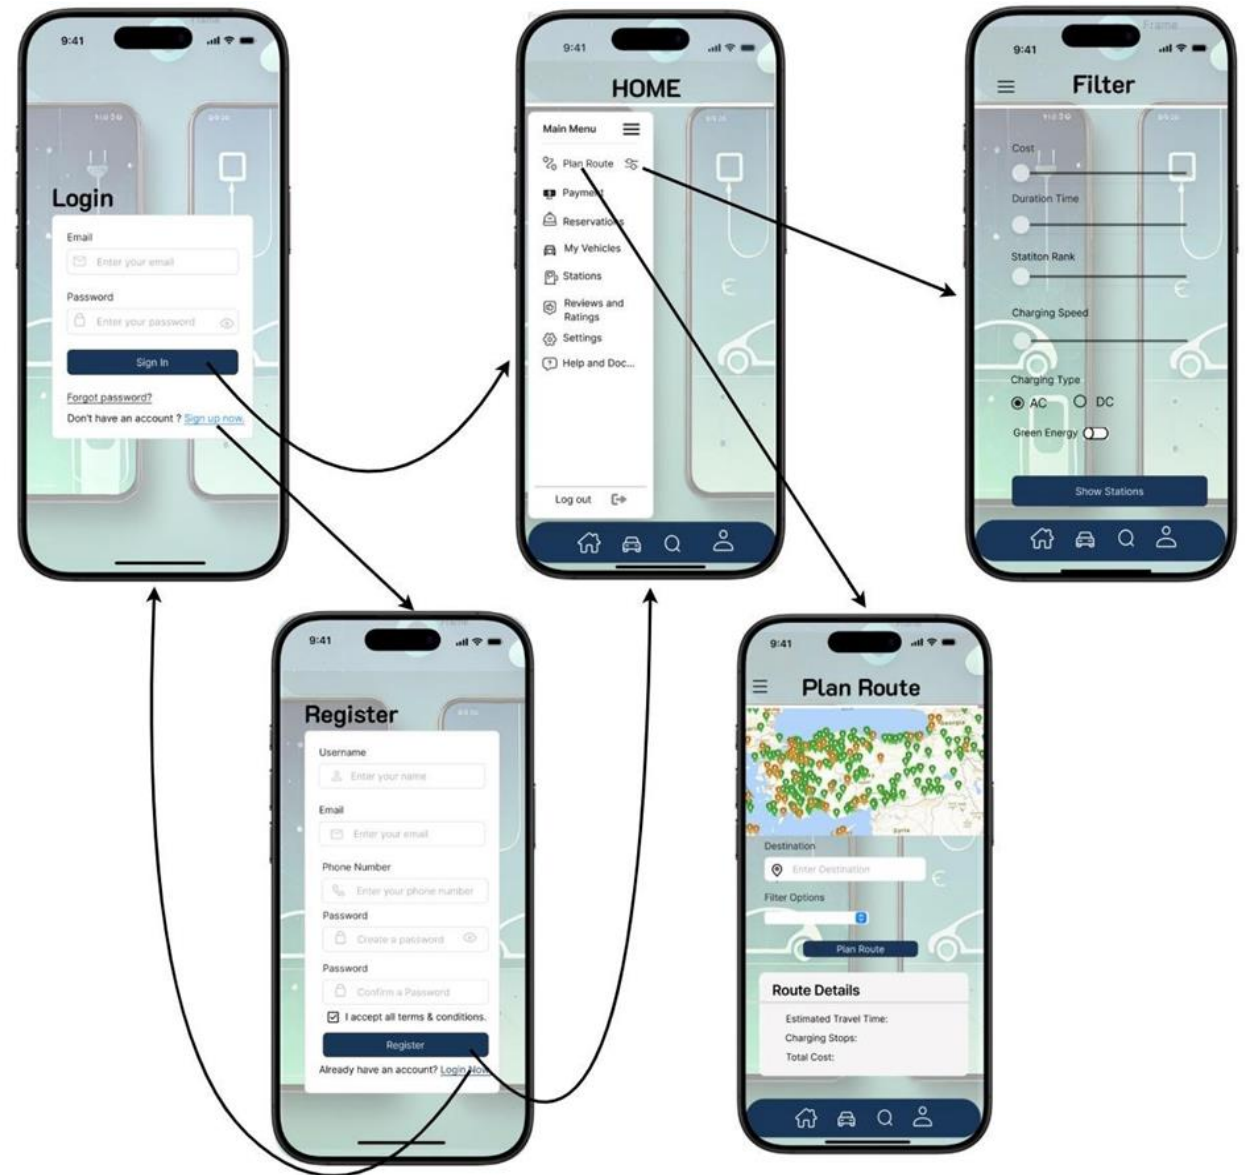 Frame
9:41
Login
Email
Enter your email
Password
Enter your password
Sign In
Forgot password?
Don't have an account ? Sign up now.
9:41
HOME
Main Menu
Plan Route
Payment
Reservations
My Vehicles
Stations
Reviews and
Ratings
Settings
Help and Doc...
Log out
Frame
9:41
Filter
Cost
Duration Time
Statiton Rank
€
Charging Speed
Charging Type
AC DC
Green Energy
Show Stations
Frame
9:41
Register
Username
Enter your name
Email
Enter your email
Phone Number
Enter your phone number
Password
Create a password
Password
Confirm a Password
I accept all terms & conditions.
Register
Already have an account? Login Now
9:41
Plan Route
Georgia
Syria
Destination
Enter Destination
€
Filter Options
Plan Route
Route Details
Estimated Travel Time:
Charging Stops:
Total Cost: